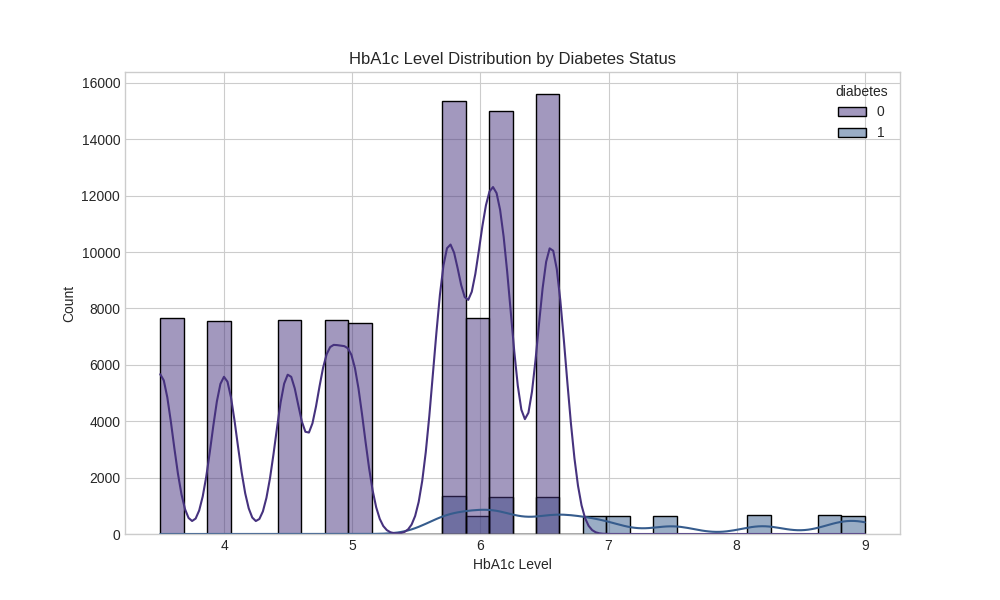 HbA1c Level Distribution by Diabetes Status
diabetes
0
1
Count
16000
14000
12000
10000
8000
6000
4000
2000
0
4 5 6 7 8 9
HbA1c Level